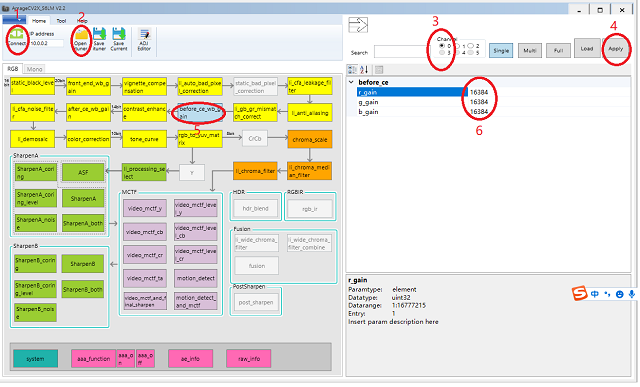 AmageCV2X_S6LM V2.2
Home Tool Help
1
2
3
4
Connect
IP address
10.0.0.2
Open tuner
Save tuner
Save Current
ADJ Editor
Search
Channel
0 1 2
3 4 5
Single
Multi
Full
Load
Apply
RGB Mono
static_black_level
front_end_wb_gain
vignette_compensation
li_auto_bad_pixel_correction
static_bad_pixel_correction
li_cfa_leakage_filter
li_cfa_noise_filter
after_ce_wb_gain
contrast_enhance
before_ce_wb_gain
li_gb_gr_mismatch_correct
li_anti_aliasing
5
li_demosaic
color_correction
tone_curve
rgb_to_yuv_matrix
CrCb
chroma_scale
SharpenA
SharpenA_coring
ASF
li_processing_select
Y
li_chroma_filter
li_chroma_median_filter
SharpenA_coring_level
SharpenA
SharpenA_noise
SharpenA_both
MCTF
video_mctf_y
video_mctf_level_y
video_mctf_cb
video_mctf_level_cb
video_mctf_cr
video_mctf_level_cr
video_mctf_ta
motion_detect
video_mctf_and_final_sharpen
motion_detect_and_mctf
HDR
hdr_blend
RGBIR
rgb_ir
Fusion
li_wide_chroma_filter
li_wide_chroma_filter_combine
fusion
PostSharpen
post_sharpen
SharpenB
SharpenB_coring
SharpenB
SharpenB_coring_level
SharpenB_both
SharpenB_noise
system
aaa_function
aaa_on
aaa_off
ae_info
raw_info
before_ce
r_gain 16384
g_gain 16384
b_gain 16384
6
r_gain
Paramtype: element
Datatype: uint32
Datarange: 1:16777215
Entry: 1
Insert param description here
S 中